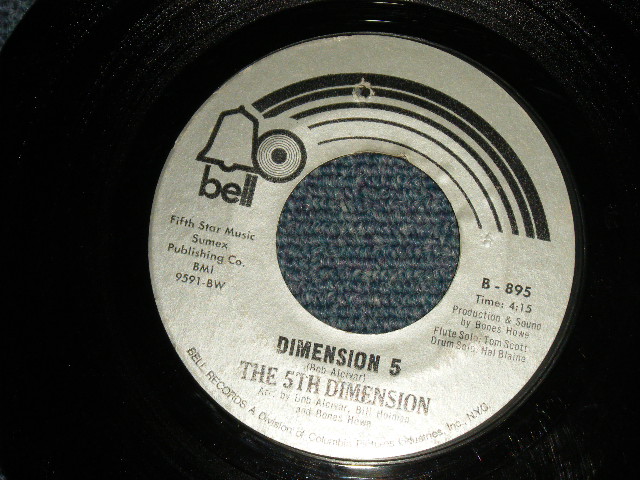 bell
Fifth Star Music
Sumex
Publishing Co.
BMI
9591-BW
B - 895
Time: 4:15
Production & Sound
by Bones Howe
Flute Solo: Tom Scott
Drum Solo: Hal Blaine
DIMENSION 5
(Bob Alcivar)
THE 5TH DIMENSION
Arr. by Bob Alcivar, Bill Holman
and Bones Howe
BELL RECORDS A Division of Columbia Pictures Industries, Inc., N.Y.C.